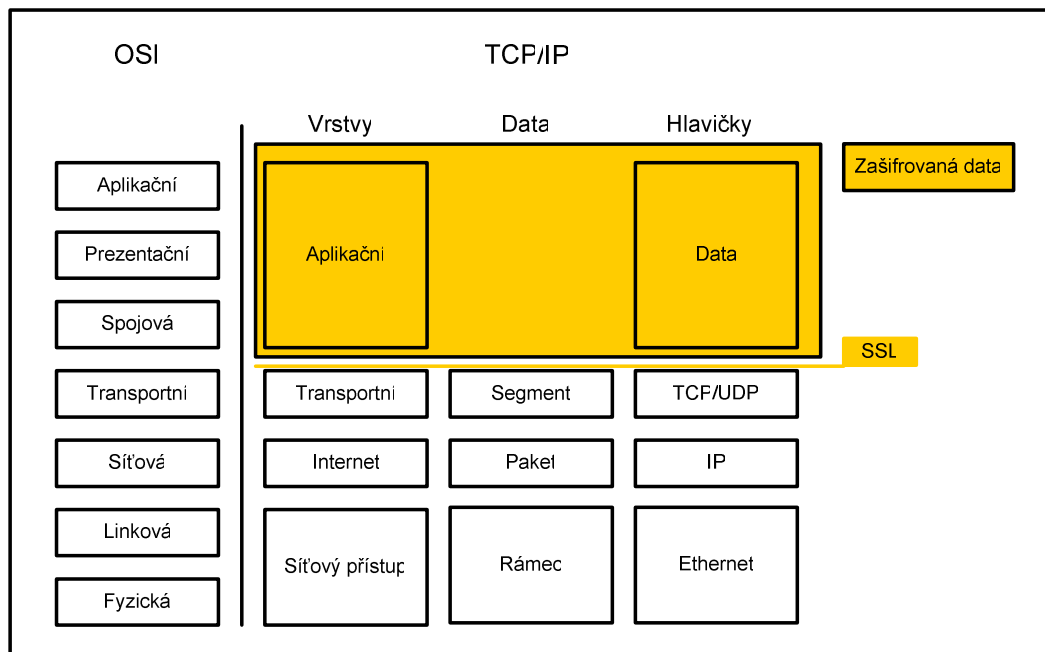 OSI
TCP/IP
Vrstvy
Data
Hlavičky
Aplikační
Prezentační
Spojová
Transportní
Síťová
Linková
Fyzická
Aplikační
Data
Zašifrovaná data
SSL
Transportní
Segment
TCP/UDP
Internet
Paket
IP
Síťový přístup
Rámec
Ethernet